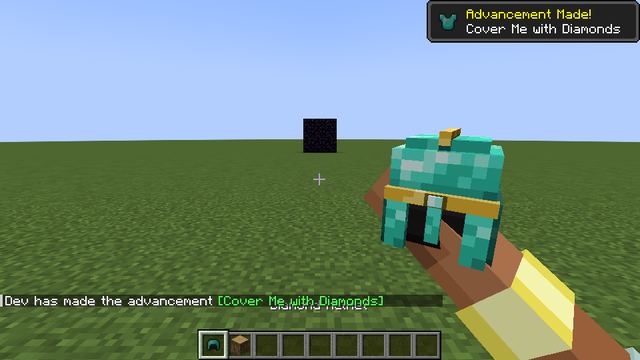 Advancement Made!
Cover Me with Diamonds
Dev has made the advancement [Cover Me with Diamonds]
Diamond Helmet